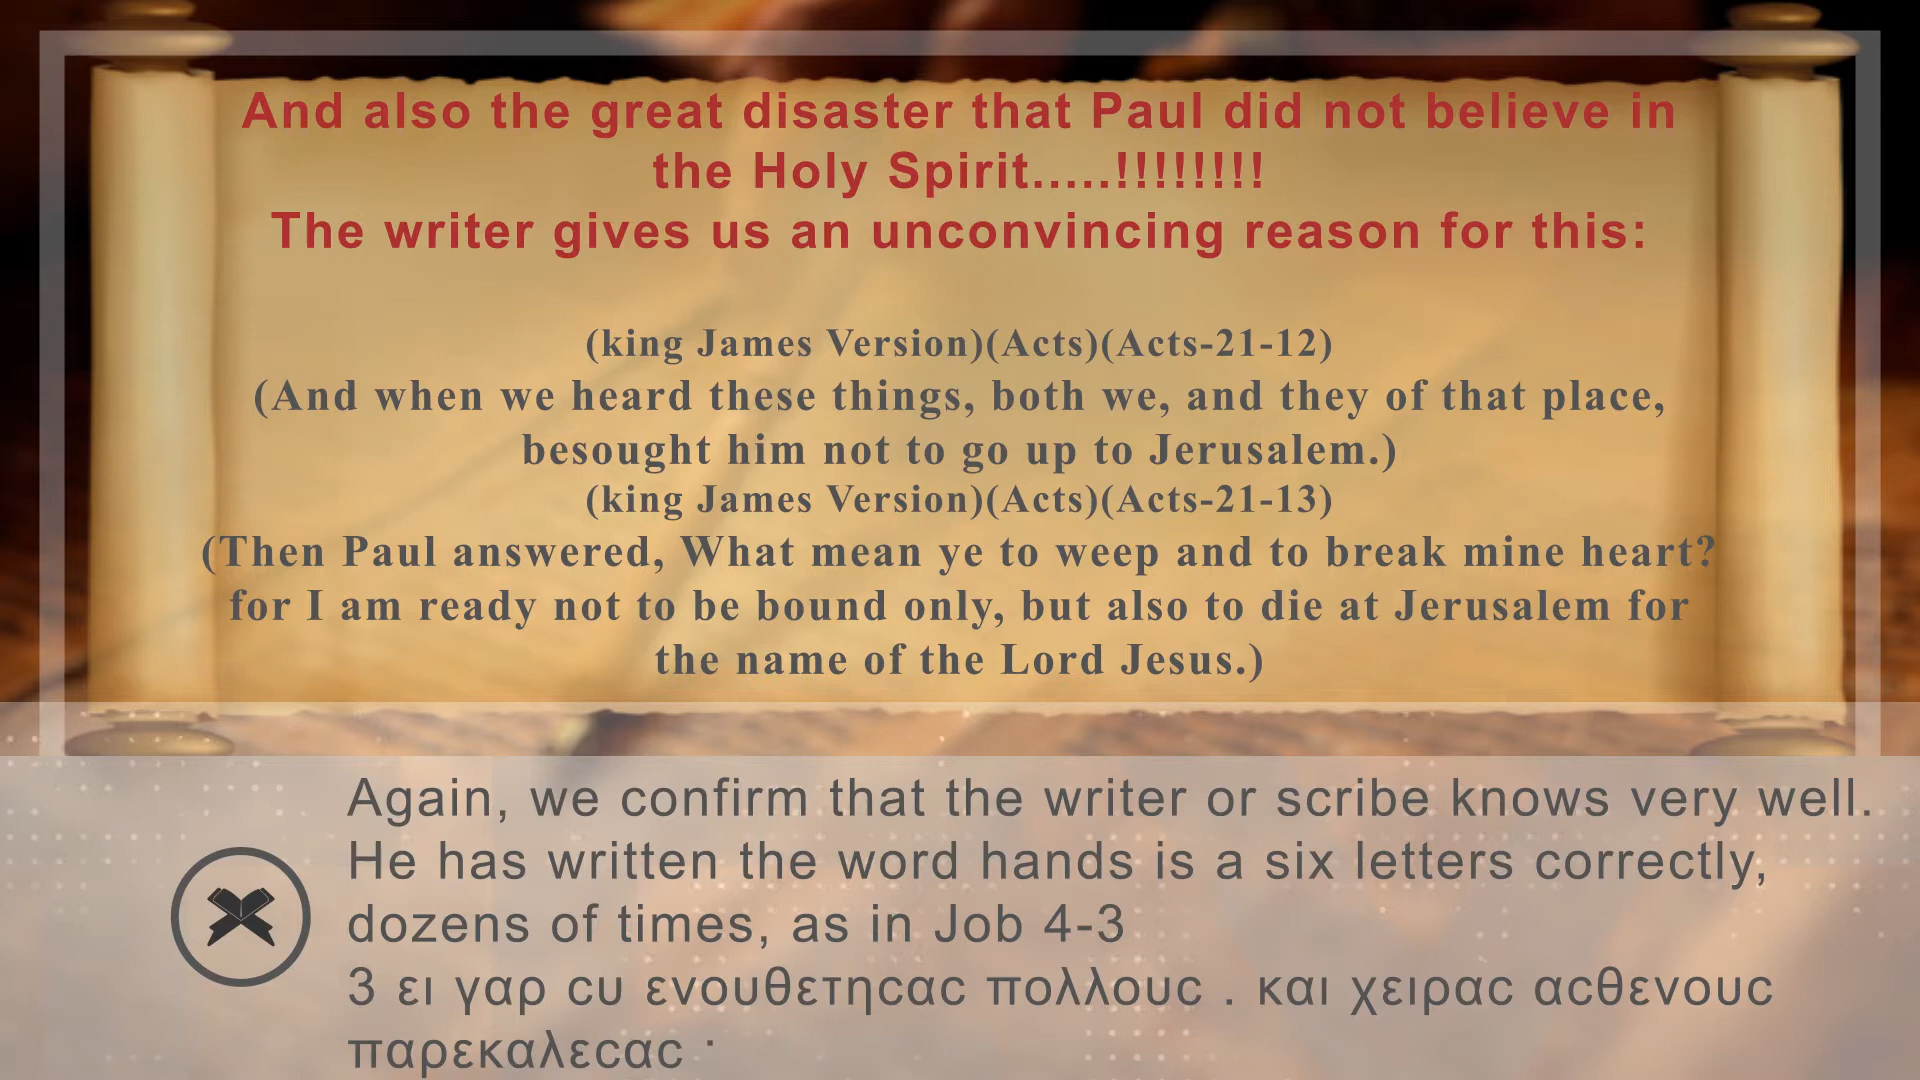 And also the great disaster that Paul did not believe in
the Holy Spirit.....!!!!!!!!
The writer gives us an unconvincing reason for this:
(king James Version)(Acts)(Acts-21-12)
(And when we heard these things, both we, and they of that place,
besought him not to go up to Jerusalem.)
(king James Version)(Acts)(Acts-21-13)
(Then Paul answered, What mean ye to weep and to break mine heart?
for I am ready not to be bound only, but also to die at Jerusalem for
the name of the Lord Jesus.)
Again, we confirm that the writer or scribe knows very well.
He has written the word hands is a six letters correctly,
dozens of times, as in Job 4-3
3 ει γαρ ϲυ ενουθετηϲαϲ πολλουϲ . και χειραϲ αϲθενουϲ
παρεκαλεϲαϲ ·